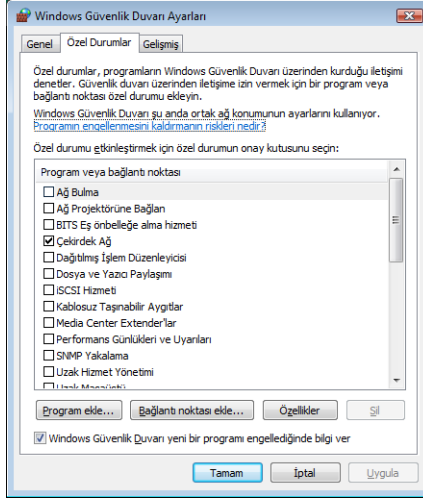 Windows Güvenlik Duvarı Ayarları
Genel Özel Durumlar Gelişmiş
Özel durumlar, programların Windows Güvenlik Duvarı üzerinden kurduğu iletişimi
denetler. Güvenlik duvarı üzerinden iletişime izin vermek için bir program veya
bağlantı noktası özel durumu ekleyin.
Windows Güvenlik Duvarı şu anda ortak ağ konumunun ayarlarını kullanıyor.
Programın engellenmesini kaldırmanın riskleri nedir?
Özel durumu etkinleştirmek için özel durumun onay kutusunu seçin:
Program veya bağlantı noktası
Ağ Bulma
Ağ Projektörüne Bağlan
BITS Eş önbelleğe alma hizmeti
Çekirdek Ağ
Dağıtılmış İşlem Düzenleyicisi
Dosya ve Yazıcı Paylaşımı
iSCSI Hizmeti
Kablosuz Taşınabilir Aygıtlar
Media Center Extender'lar
Performans Günlükleri ve Uyarıları
SNMP Yakalama
Uzak Hizmet Yönetimi
Uzak Masaüstü
Program ekle... Bağlantı noktası ekle... Özellikler Sil
Windows Güvenlik Duvarı yeni bir programı engellediğinde bilgi ver
Tamam İptal Uygula